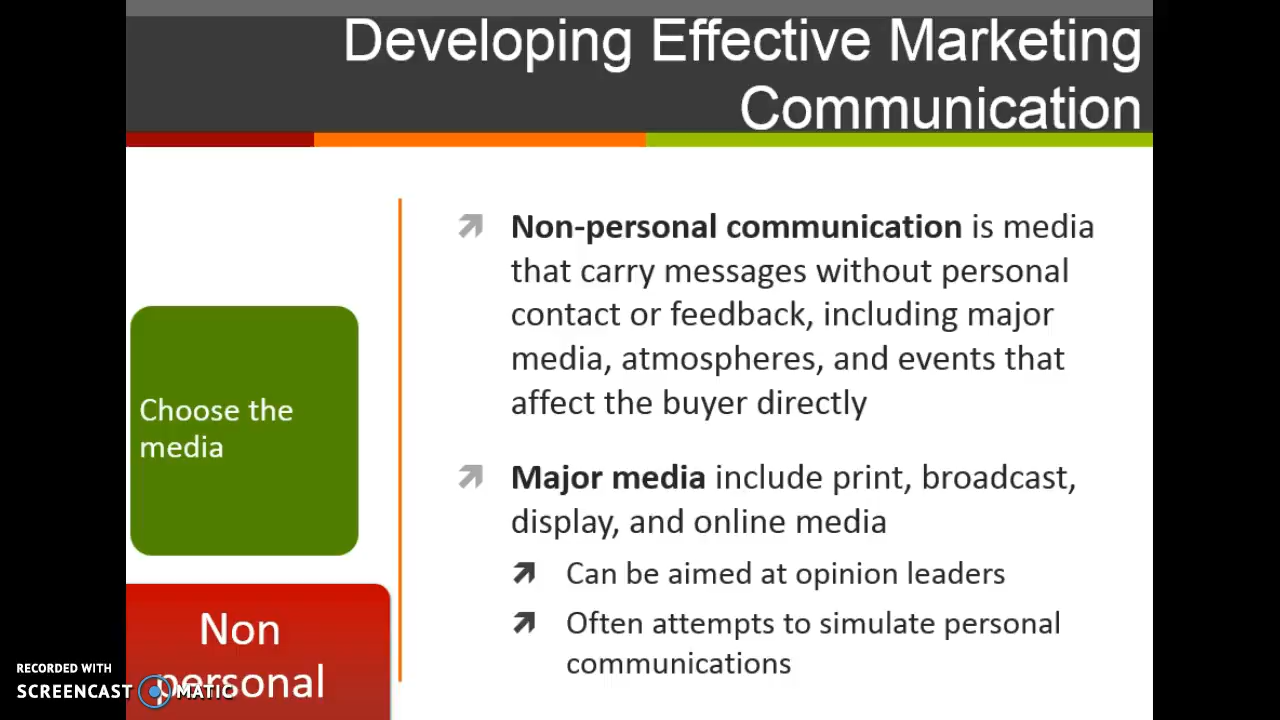 Developing Effective Marketing
Communication
Non-personal communication is media
that carry messages without personal
contact or feedback, including major
media, atmospheres, and events that
affect the buyer directly
Choose the
media
Major media include print, broadcast,
display, and online media
Can be aimed at opinion leaders
Often attempts to simulate personal
communications
Non
personal
RECORDED WITH
SCREENCAST MATIC